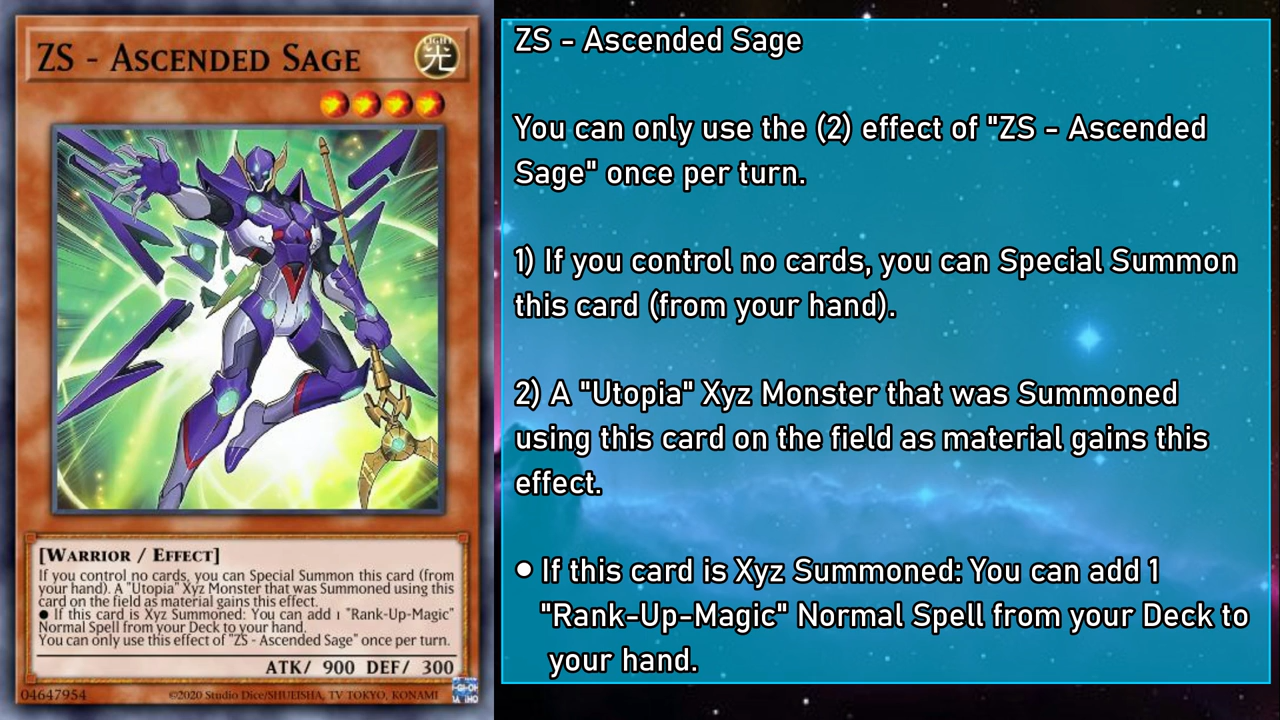 ZS - Ascended Sage
LIGHT
光
[Warrior / Effect]
If you control no cards, you can Special Summon this card (from
your hand). A "Utopia" Xyz Monster that was Summoned using this
card on the field as material gains this effect.
● If this card is Xyz Summoned: You can add 1 "Rank-Up-Magic"
Normal Spell from your Deck to your hand.
You can only use this effect of "ZS - Ascended Sage" once per turn.
ATK/ 900 DEF/ 300
04647954 ©2020 Studio Dice/SHUEISHA, TV TOKYO, KONAMI
ZS - Ascended Sage
You can only use the (2) effect of "ZS - Ascended
Sage" once per turn.
1) If you control no cards, you can Special Summon
this card (from your hand).
2) A "Utopia" Xyz Monster that was Summoned
using this card on the field as material gains this
effect.
● If this card is Xyz Summoned: You can add 1
"Rank-Up-Magic" Normal Spell from your Deck to
your hand.